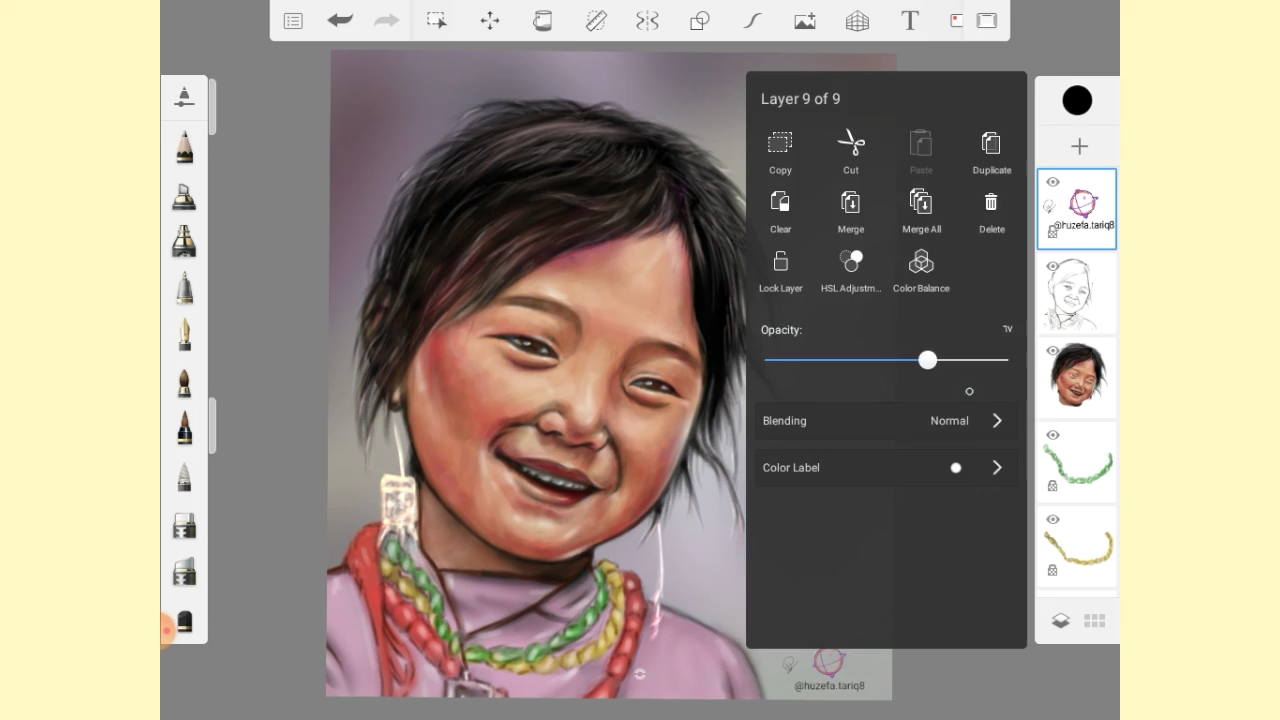 T
Layer 9 of 9
Copy
Cut
Paste
Duplicate
Clear
Merge
Merge All
Delete
Lock Layer
HSL Adjustm...
Color Balance
Opacity:
٦٧
Blending
Normal
Color Label
@huzefa.tariq8
@huzefa.tariq8